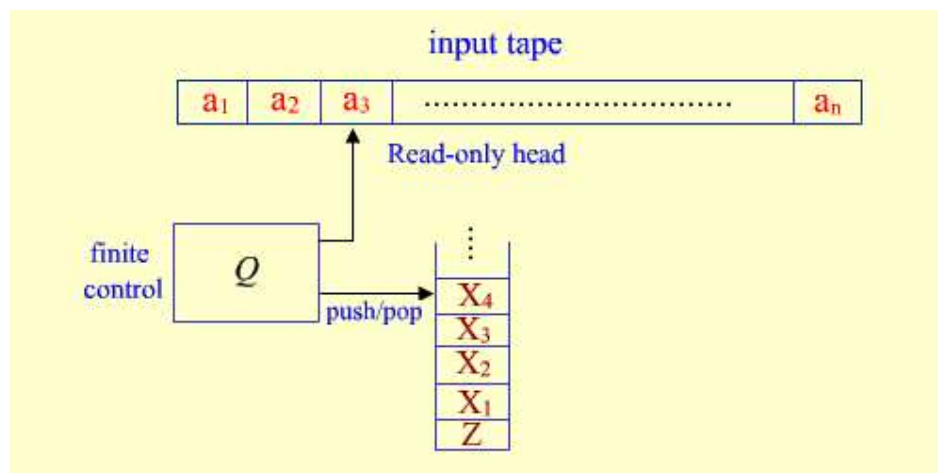 input tape
a₁ a₂ a₃ .................................. aₙ
Read-only head
finite
control
Q
push/pop
X₄
X₃
X₂
X₁
Z